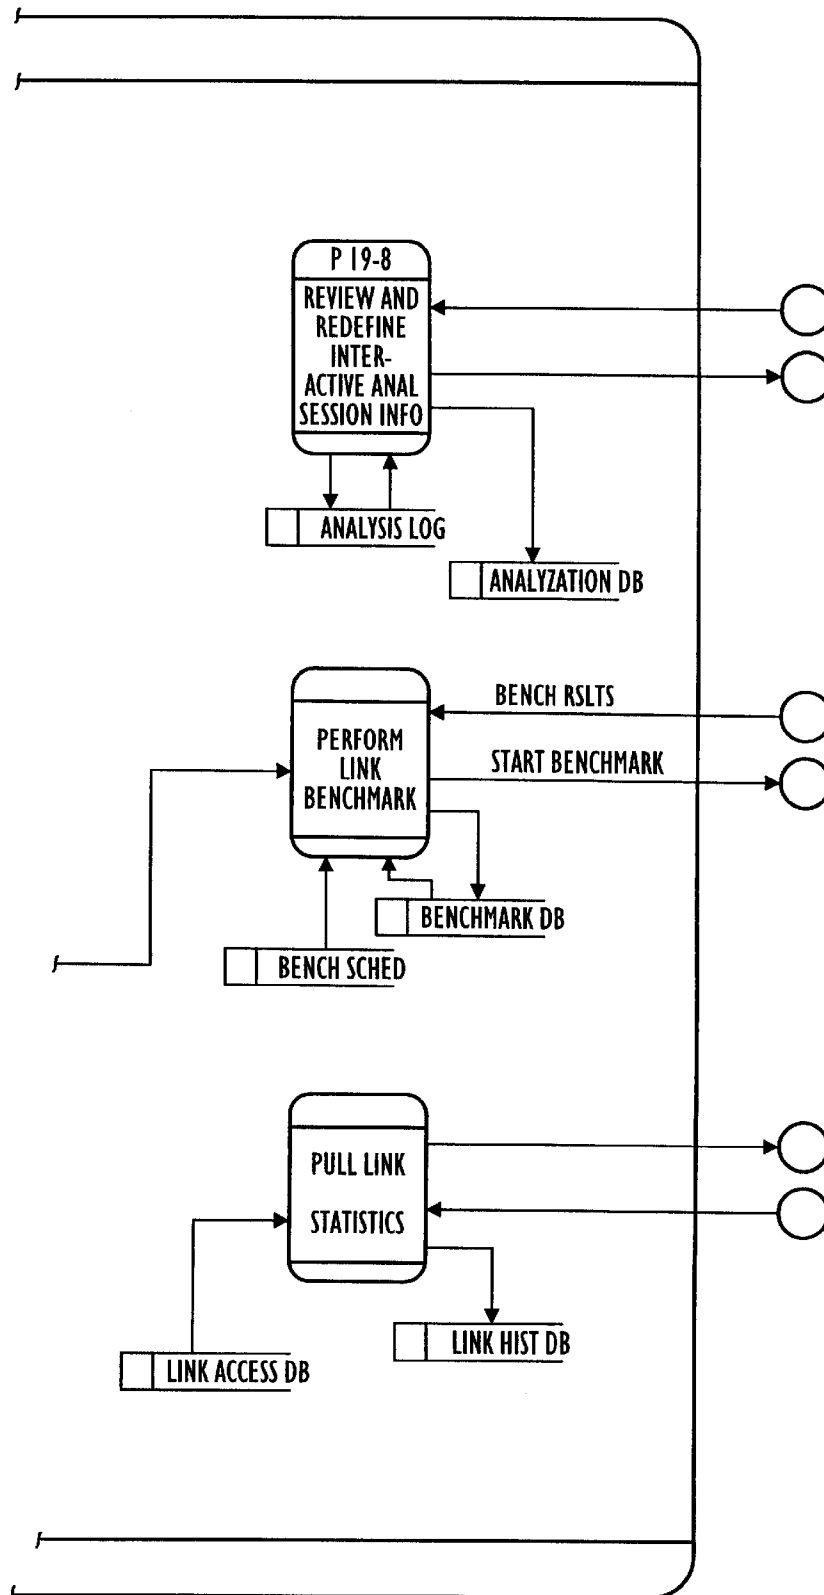 P 19-8
REVIEW AND
REDEFINE
INTER-
ACTIVE ANAL
SESSION INFO
ANALYSIS LOG
ANALYZATION DB
BENCH RSLTS
PERFORM
LINK
BENCHMARK
START BENCHMARK
BENCHMARK DB
BENCH SCHED
PULL LINK
STATISTICS
LINK HIST DB
LINK ACCESS DB